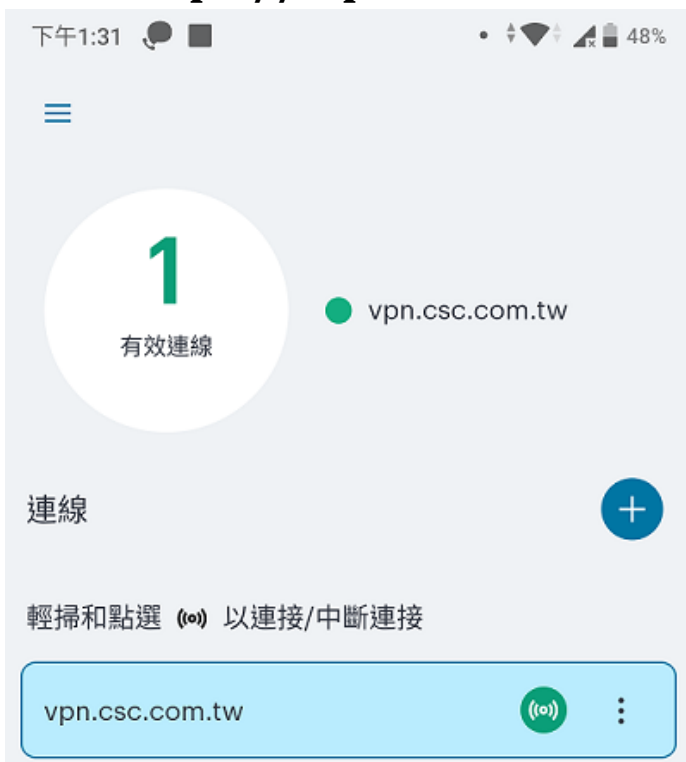 下午1:31 48%
1
有效連線
vpn.csc.com.tw
連線
輕掃和點選 以連接/中斷連接
vpn.csc.com.tw